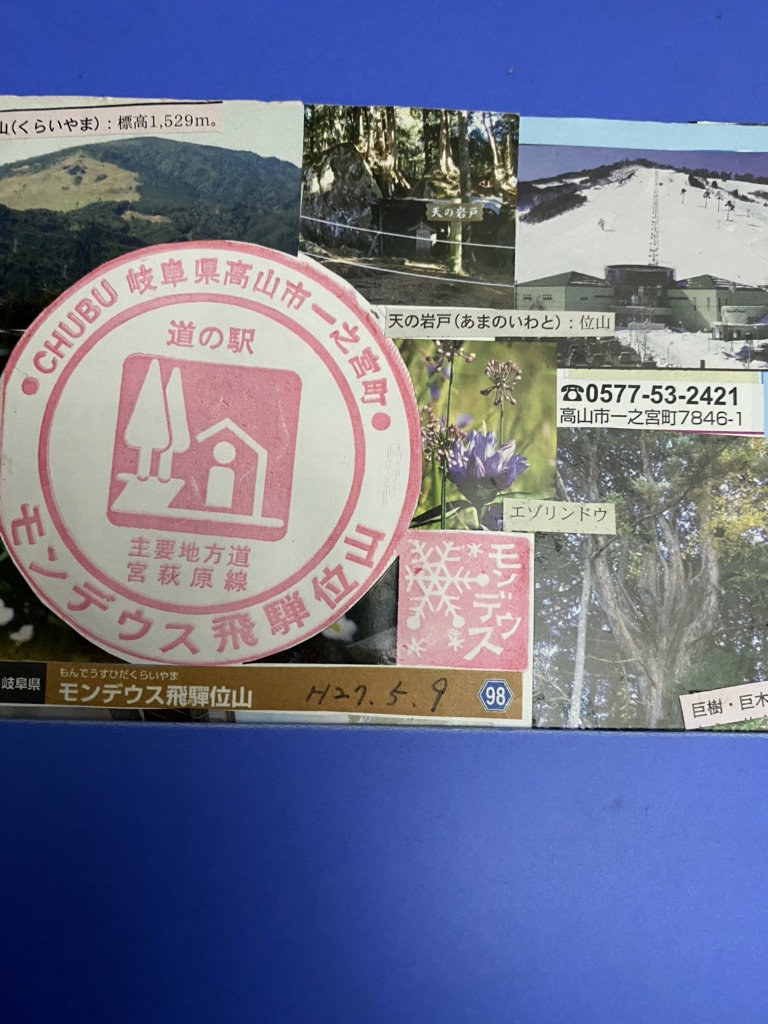 山(くらいやま):標高1,529m。
天の岩戸
天の岩戸(あまのいわと):位山
☎0577-53-2421
高山市一之宮町7846-1
CHUBU 岐阜県高山市一之宮町
道の駅
主要地方道
宮萩原線
モンデウス飛騨位山
エゾリンドウ
モンデウス
岐阜県
もんでうすひだくらいやま
モンデウス飛驒位山
H27.5.9
98
巨樹・巨木